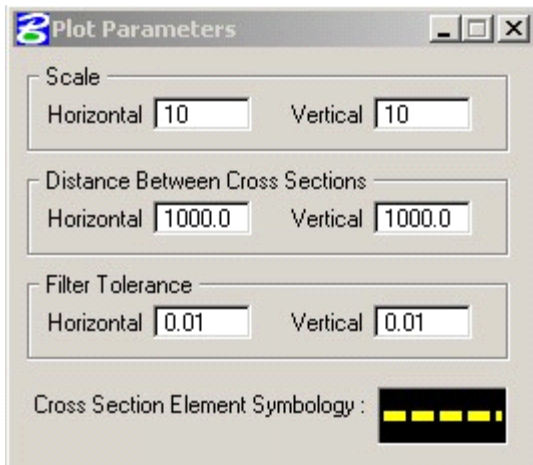 Plot Parameters
Scale
Horizontal 10 Vertical 10
Distance Between Cross Sections
Horizontal 1000.0 Vertical 1000.0
Filter Tolerance
Horizontal 0.01 Vertical 0.01
Cross Section Element Symbology :